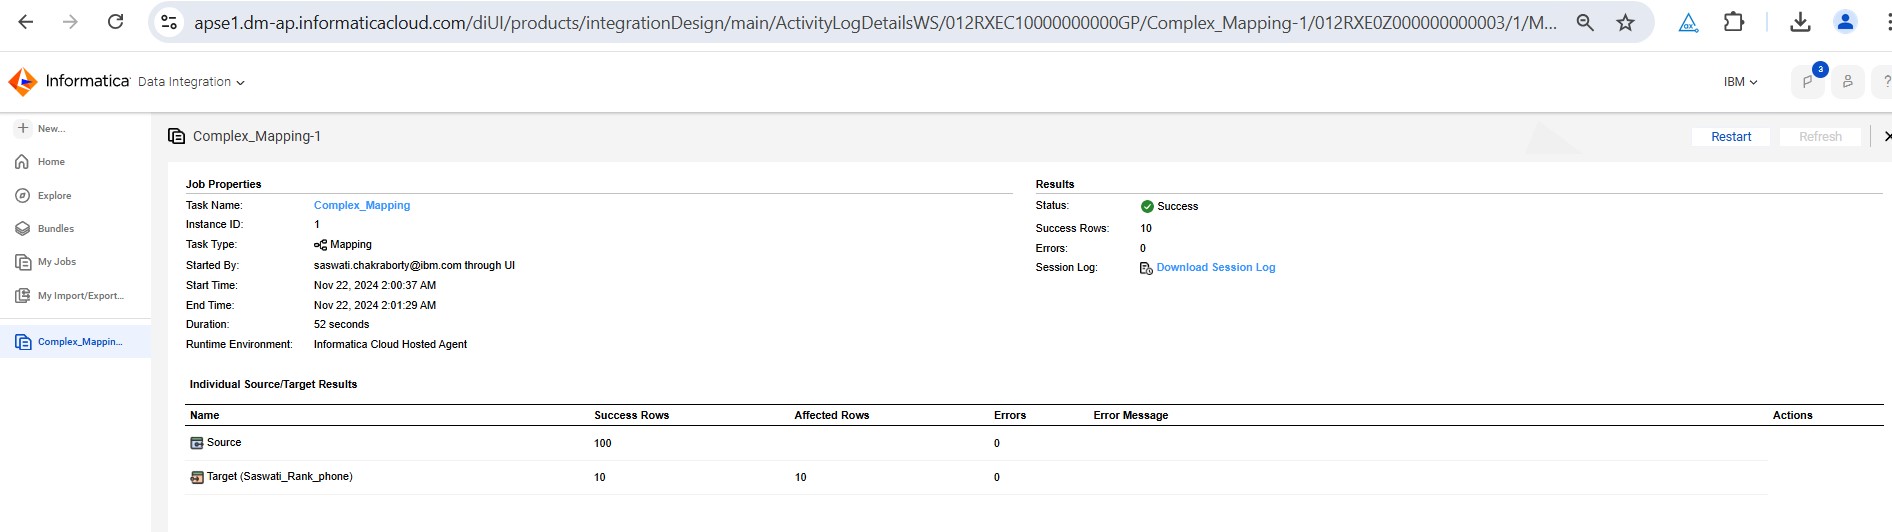 apse1.dm-ap.informaticacloud.com/diUI/products/integrationDesign/main/ActivityLogDetailsWS/012RXEC10000000000GP/Complex_Mapping-1/012RXE0Z000000000003/1/M...
Informatica Data Integration
IBM
3
?
New...
Home
Explore
Bundles
My Jobs
My Import/Export...
Complex_Mappin...
Complex_Mapping-1
Restart
Refresh
Job Properties
Task Name: Complex_Mapping
Instance ID: 1
Task Type: Mapping
Started By: saswati.chakraborty@ibm.com through UI
Start Time: Nov 22, 2024 2:00:37 AM
End Time: Nov 22, 2024 2:01:29 AM
Duration: 52 seconds
Runtime Environment: Informatica Cloud Hosted Agent
Results
Status: Success
Success Rows: 10
Errors: 0
Session Log: Download Session Log
Individual Source/Target Results
Name Success Rows Affected Rows Errors Error Message Actions
Source 100 0
Target (Saswati_Rank_phone) 10 10 0